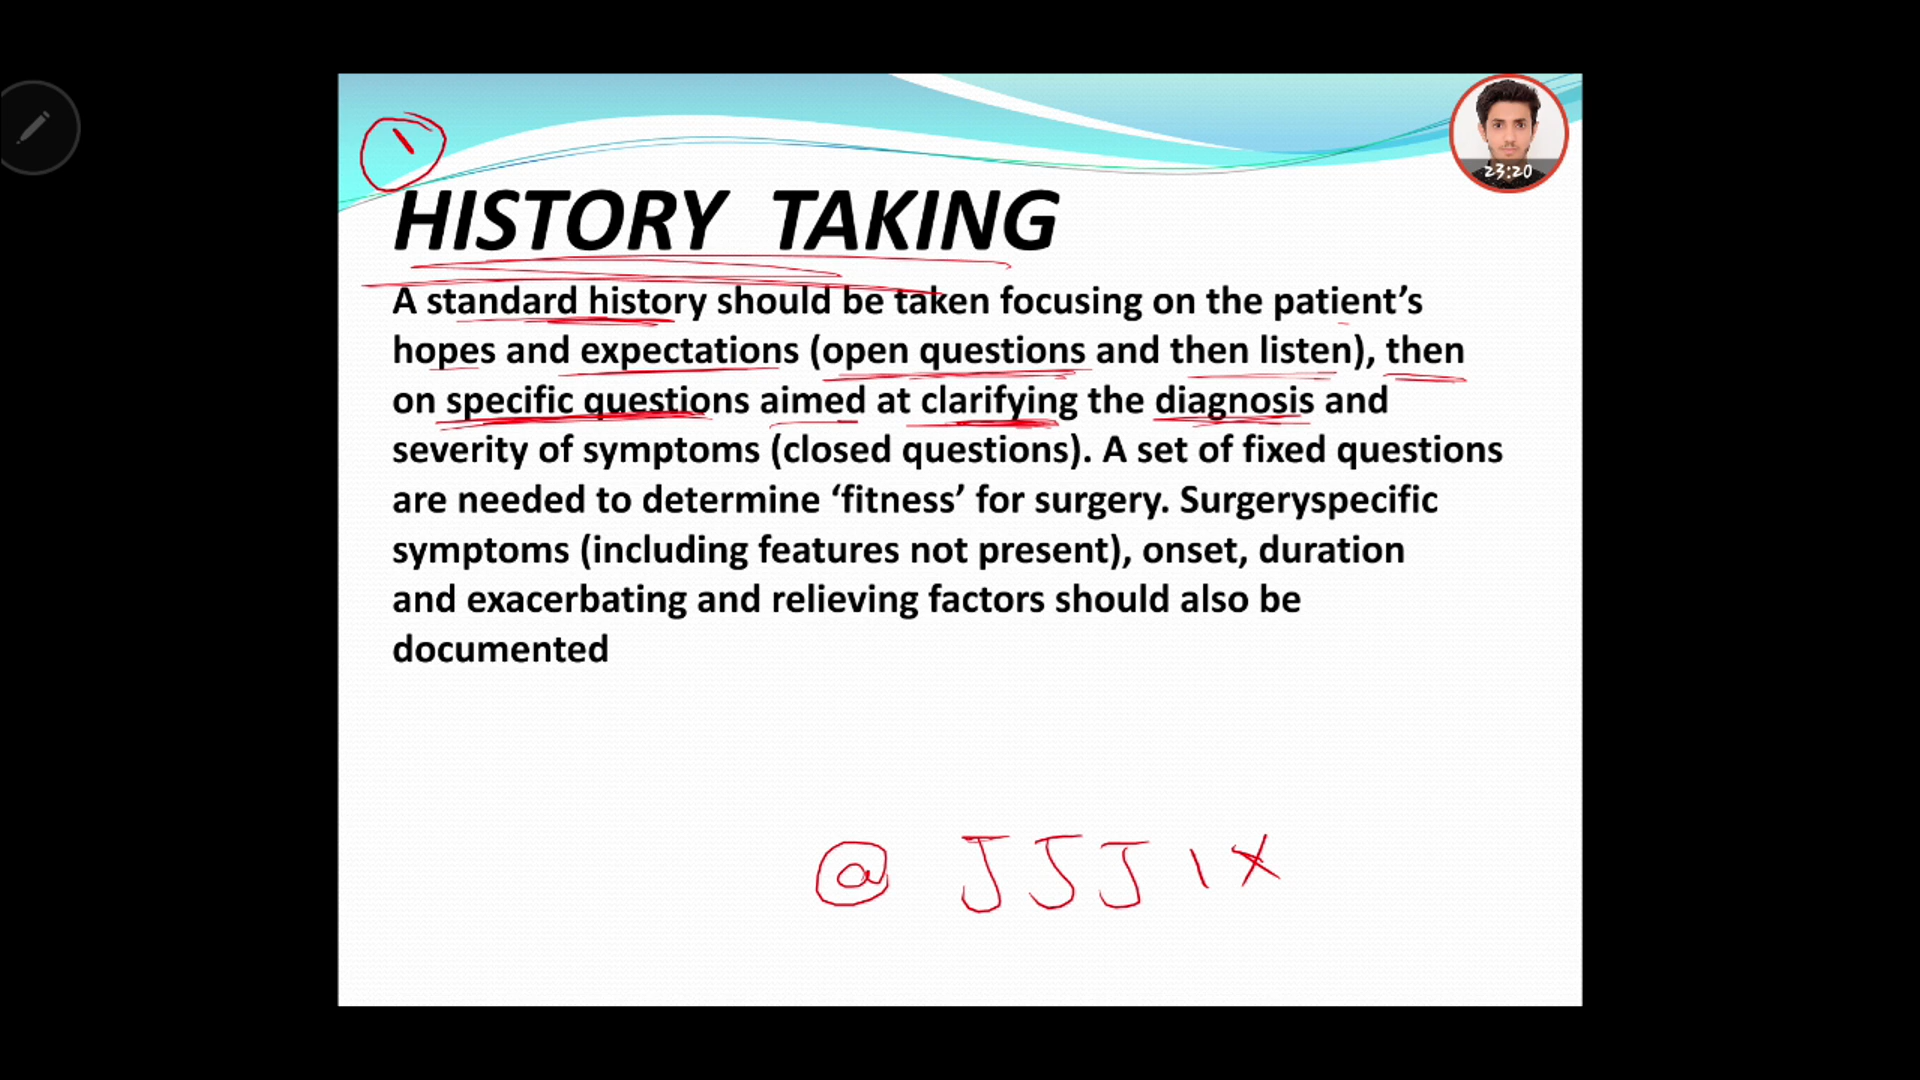 23:20
HISTORY TAKING
A standard history should be taken focusing on the patient’s
hopes and expectations (open questions and then listen), then
on specific questions aimed at clarifying the diagnosis and
severity of symptoms (closed questions). A set of fixed questions
are needed to determine ‘fitness’ for surgery. Surgeryspecific
symptoms (including features not present), onset, duration
and exacerbating and relieving factors should also be
documented
@ JJJ1X